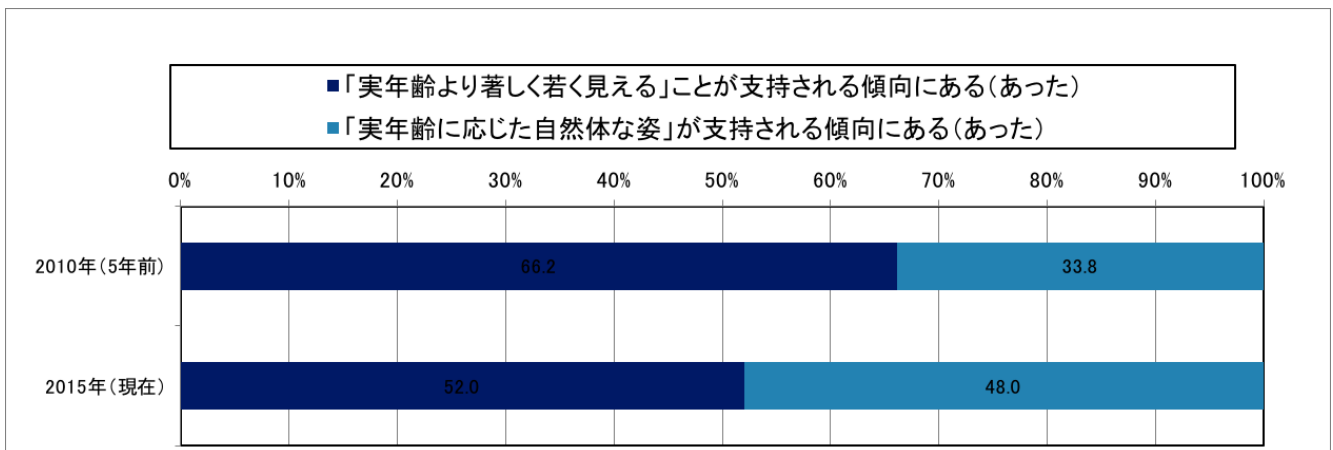 ■「実年齢より著しく若く見える」ことが支持される傾向にある(あった)
■「実年齢に応じた自然体な姿」が支持される傾向にある(あった)
0% 10% 20% 30% 40% 50% 60% 70% 80% 90% 100%
2010年(5年前) 66.2 33.8
2015年(現在) 52.0 48.0